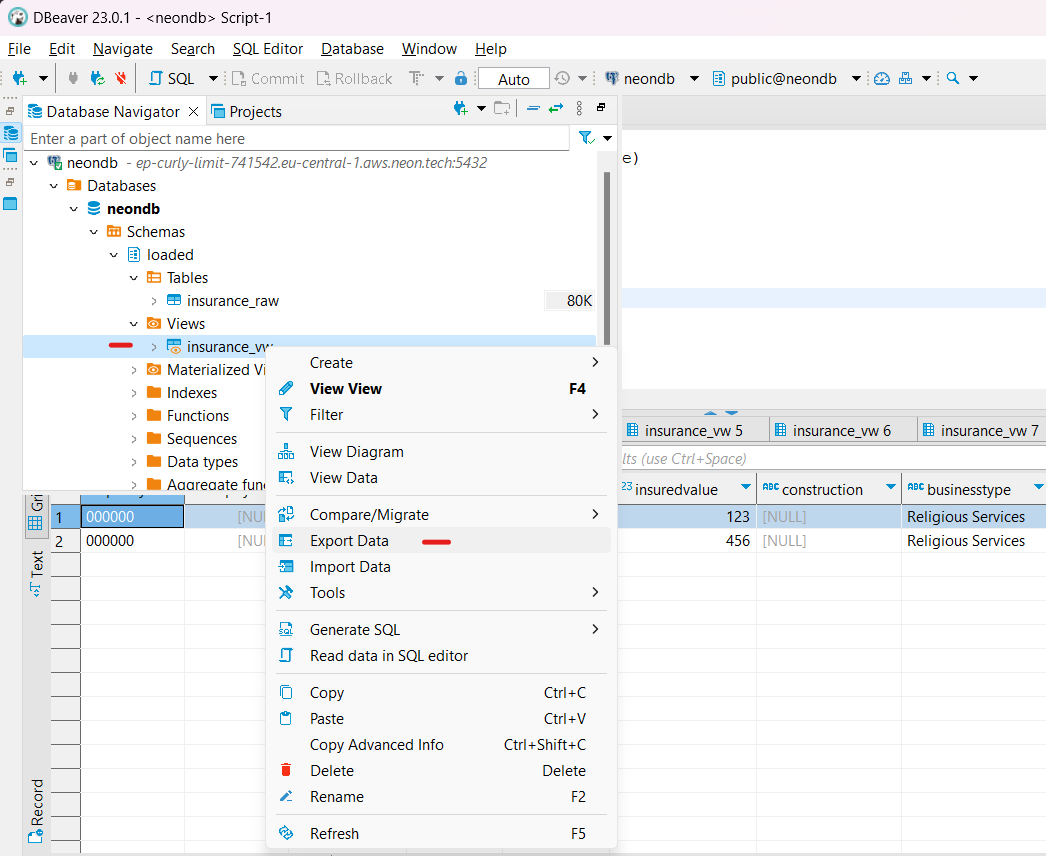 DBeaver 23.0.1 - <neondb> Script-1
File Edit Navigate Search SQL Editor Database Window Help
SQL Commit Rollback Auto neondb public@neondb
Database Navigator Projects
Enter a part of object name here
neondb - ep-curly-limit-741542.eu-central-1.aws.neon.tech:5432
e)
Databases
neondb
Schemas
loaded
Tables
insurance_raw 80K
Views
insurance_vw
Materialized Vi
Indexes
Functions
Sequences
Data types
Aggregate func
Create
View View F4
Filter
View Diagram
View Data
Compare/Migrate
Export Data
Import Data
Tools
Generate SQL
Read data in SQL editor
Copy Ctrl+C
Paste Ctrl+V
Copy Advanced Info Ctrl+Shift+C
Delete Delete
Rename F2
Refresh F5
insurance_vw 5 insurance_vw 6 insurance_vw 7
lts (use Ctrl+Space)
23 insuredvalue ABC construction ABC businesstype
1 000000 [NU 123 [NULL] Religious Services
2 000000 [NU 456 [NULL] Religious Services
Gri
Text
Record